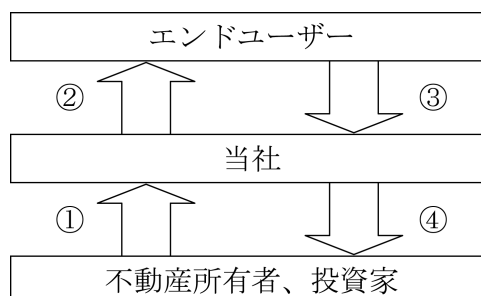 エンドユーザー
② ③
当社
① ④
不動産所有者、投資家